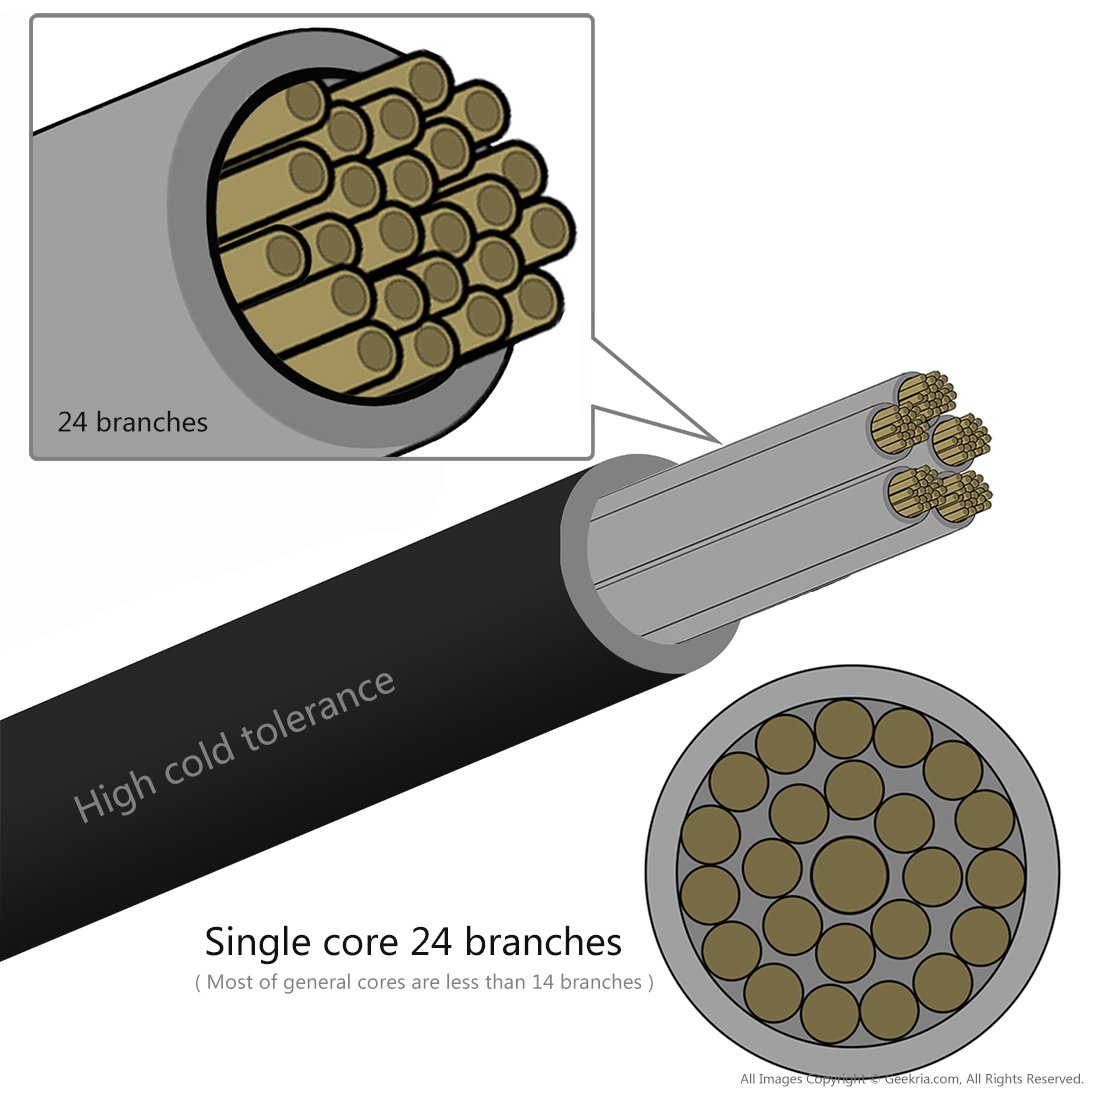 24 branches
High cold tolerance
Single core 24 branches
( Most of general cores are less than 14 branches )
All Images Copyright © Geekria.com, All Rights Reserved.